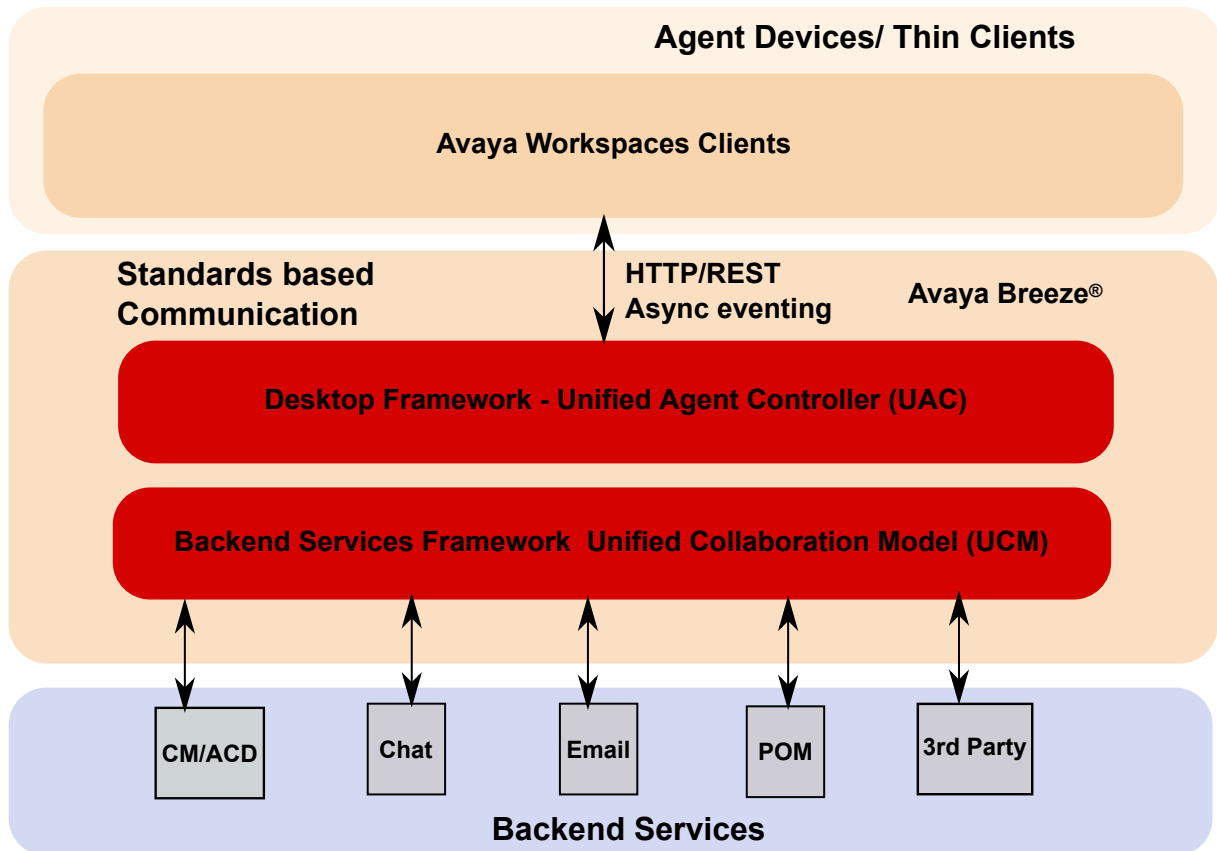 Agent Devices/ Thin Clients
Avaya Workspaces Clients
Standards based
Communication
HTTP/REST
Async eventing
Avaya Breeze®
Desktop Framework - Unified Agent Controller (UAC)
Backend Services Framework  Unified Collaboration Model (UCM)
CM/ACD
Chat
Email
POM
3rd Party
Backend Services